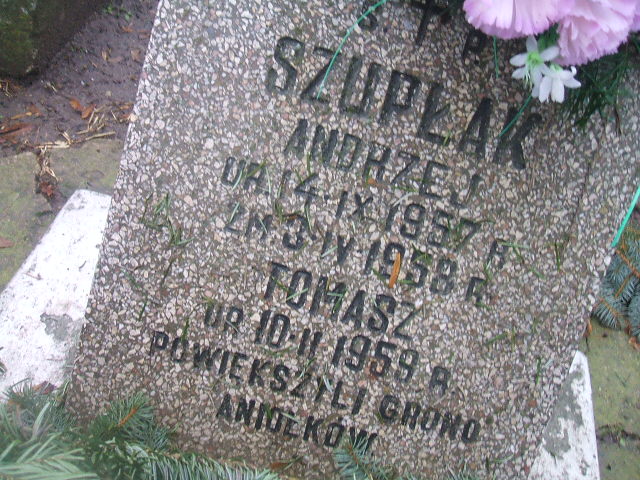 Ś † P
SZUPŁAK
ANDRZEJ
UR 14·IX 1957 R
ZM 3·IV·1958 R
TOMASZ
UR 10·II 1959 R
POWIĘKSZYLI GRONO
ANIOŁKÓW